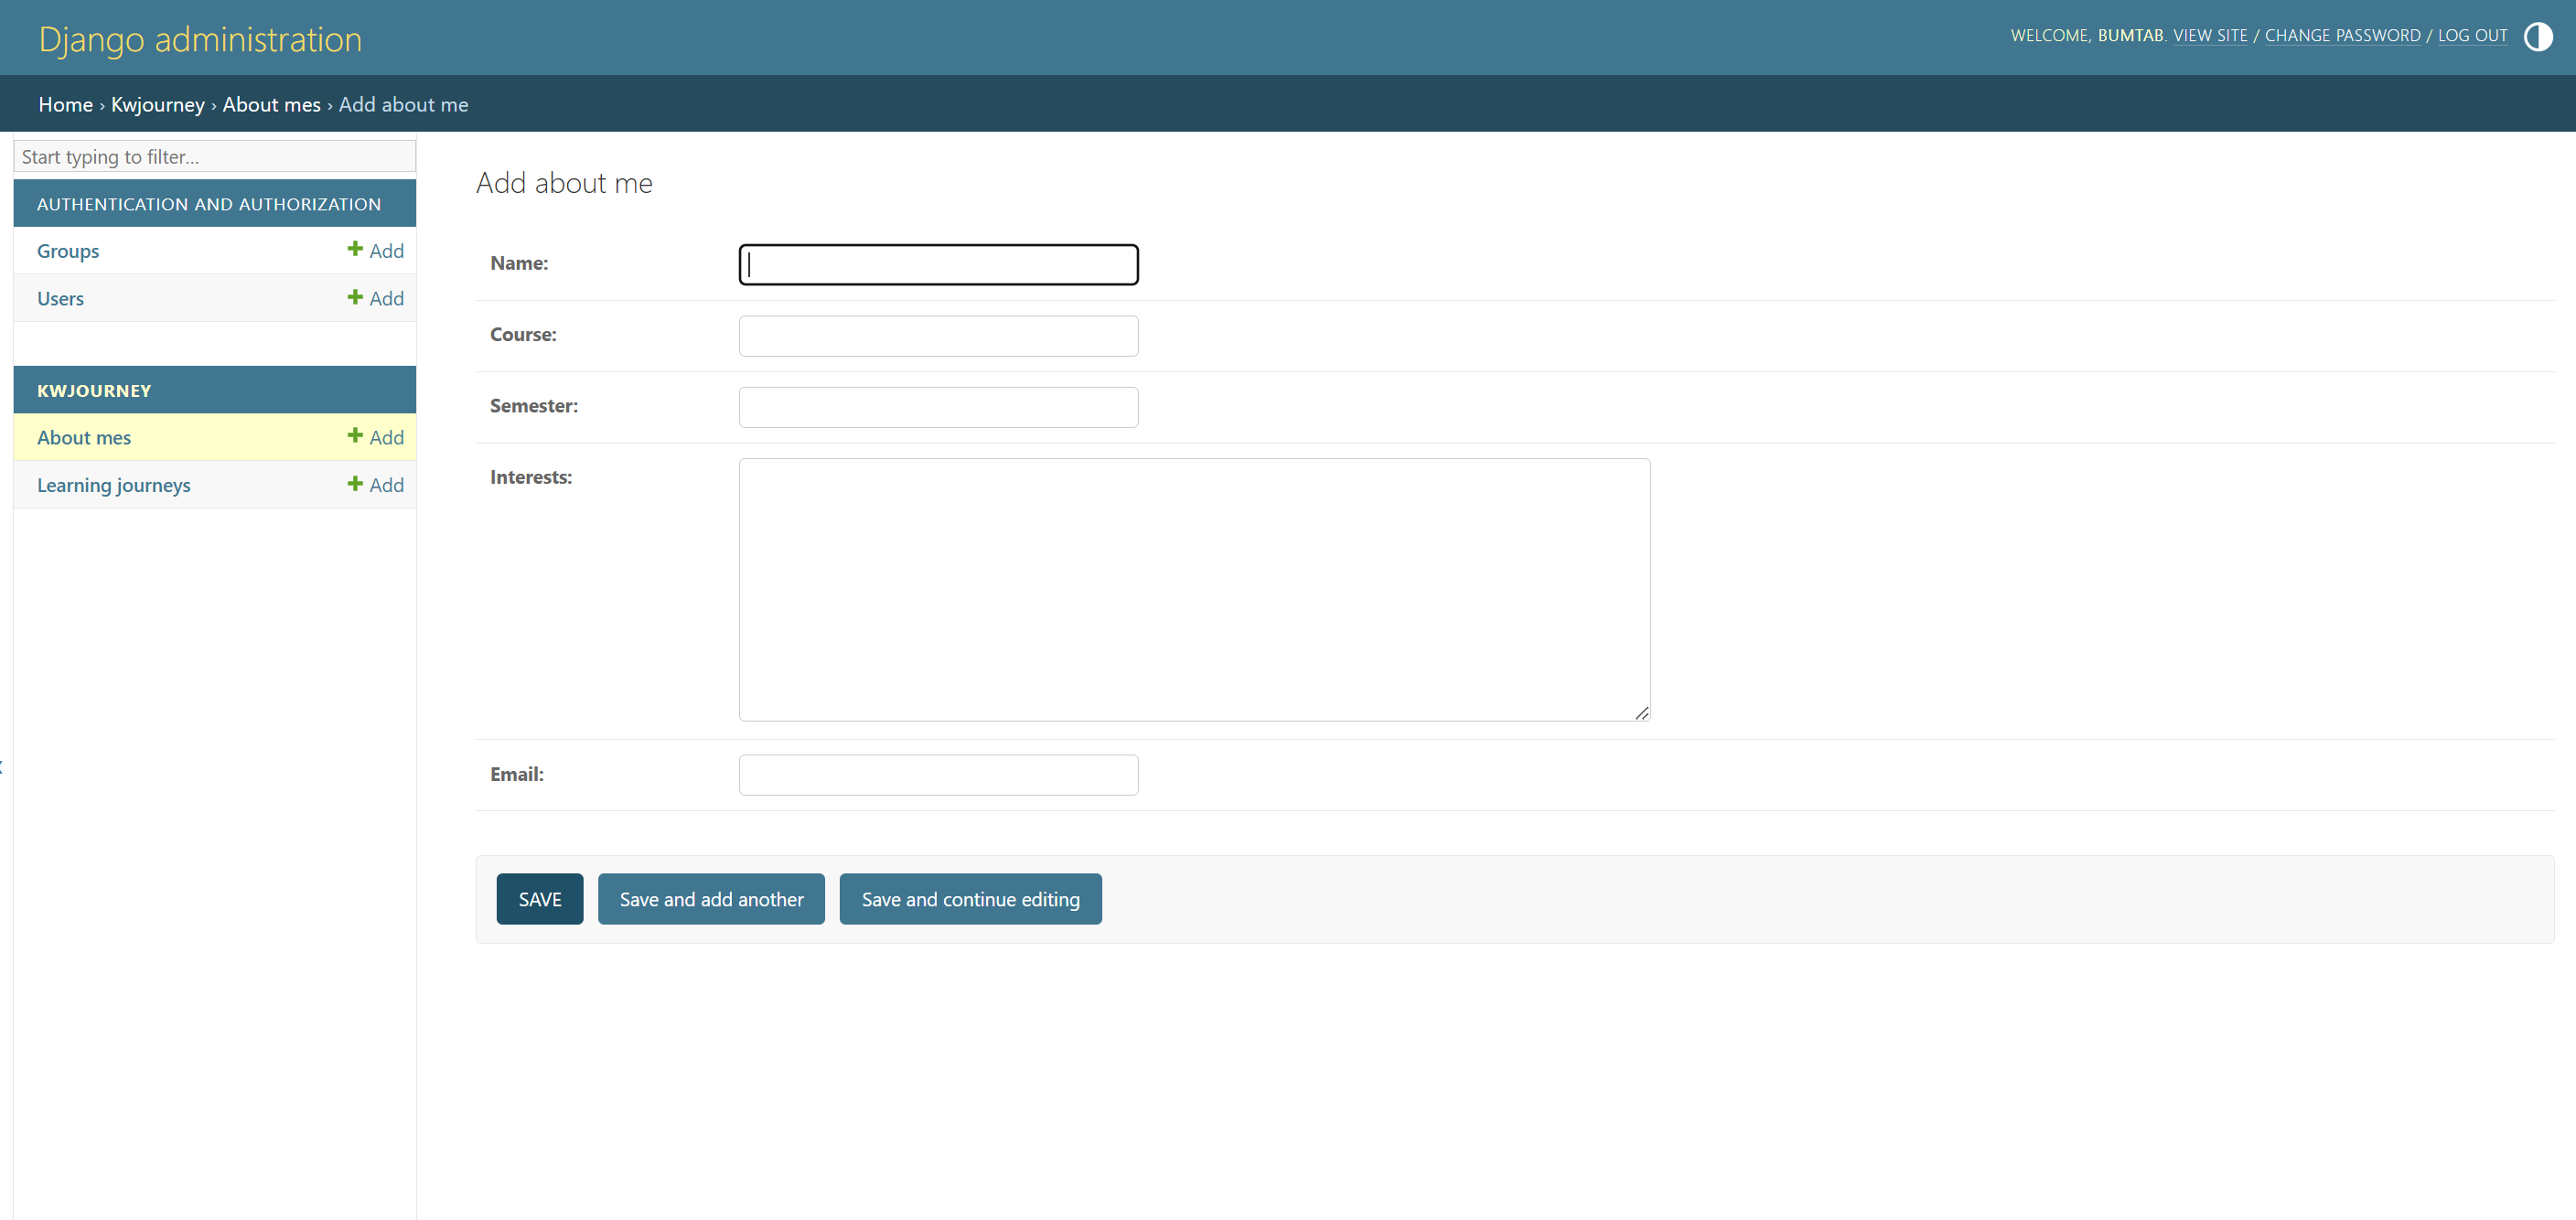 Django administration
WELCOME, BUMTAB. VIEW SITE / CHANGE PASSWORD / LOG OUT
Home › Kwjourney › About mes › Add about me
Start typing to filter...
AUTHENTICATION AND AUTHORIZATION
Groups Add
Users Add
KWJOURNEY
About mes Add
Learning journeys Add
Add about me
Name:
Course:
Semester:
Interests:
Email:
SAVE Save and add another Save and continue editing